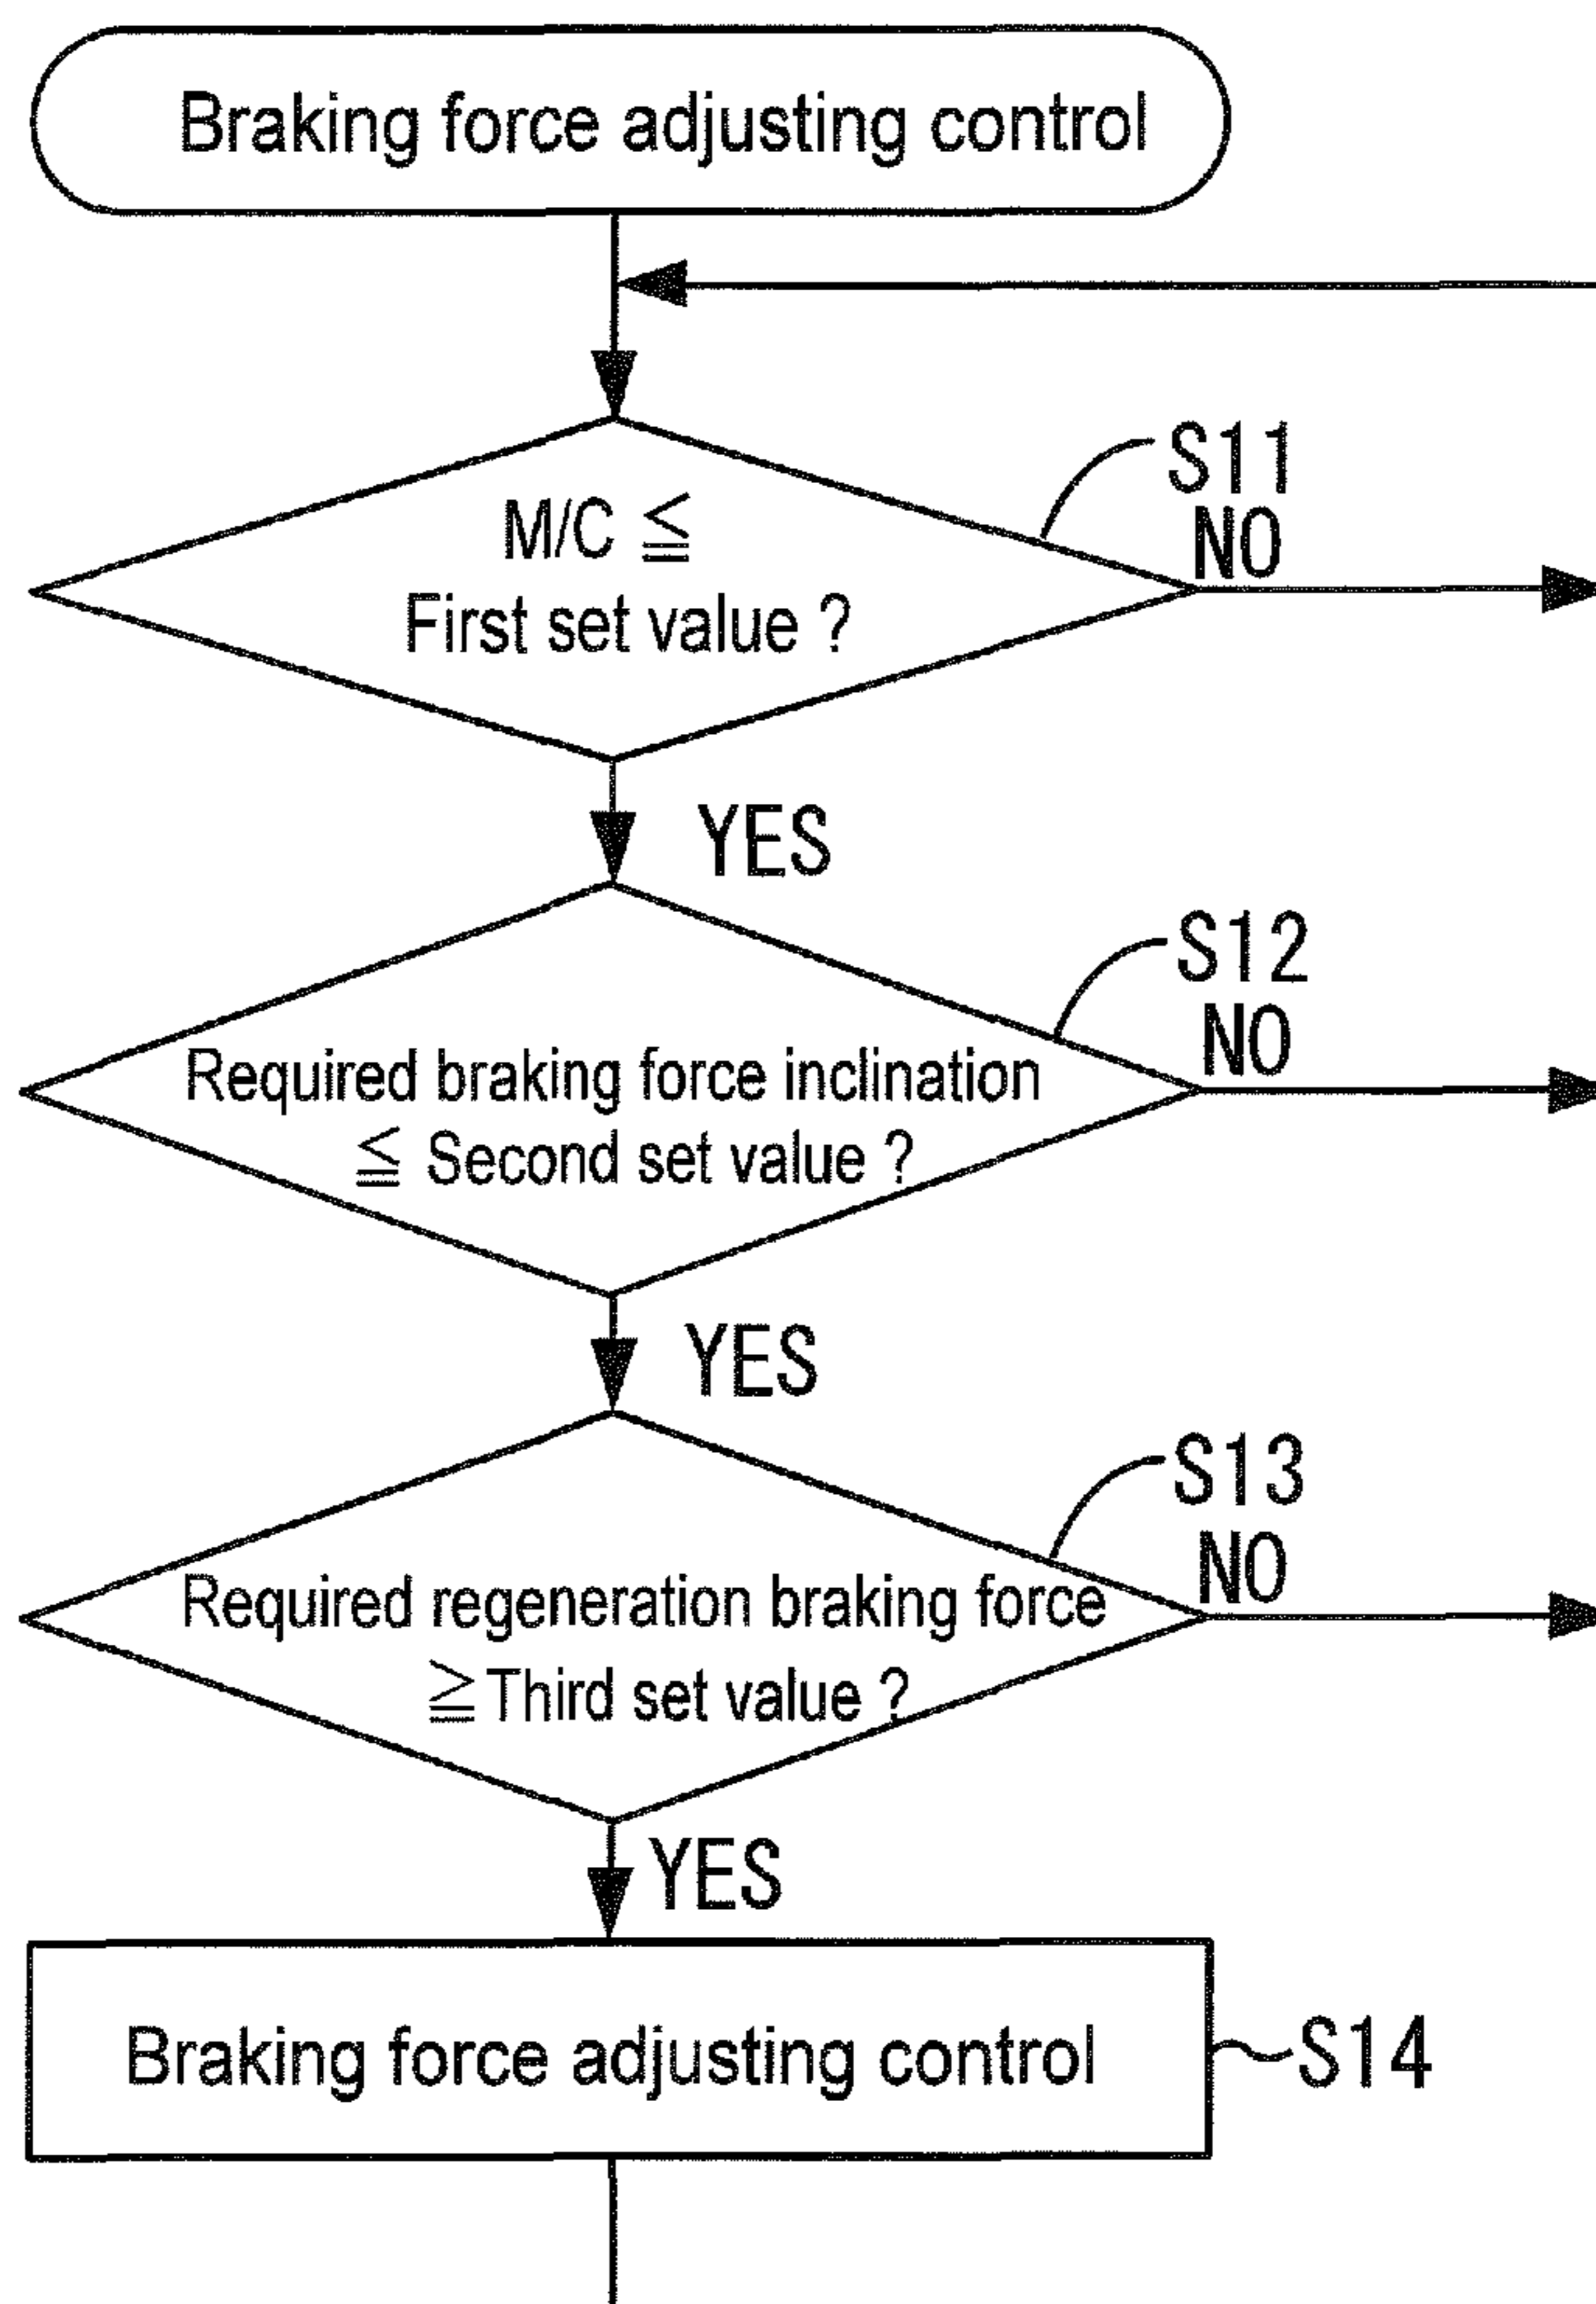 Braking force adjusting control
S11
NO
M/C ≦
First set value ?
YES
S12
NO
Required braking force inclination
≦ Second set value ?
YES
S13
NO
Required regeneration braking force
≧ Third set value ?
YES
Braking force adjusting control
S14